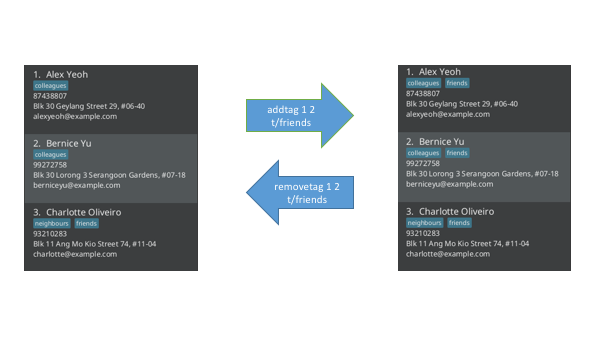 1. Alex Yeoh
colleagues
87438807
Blk 30 Geylang Street 29, #06-40
alexyeoh@example.com
2. Bernice Yu
colleagues
99272758
Blk 30 Lorong 3 Serangoon Gardens, #07-18
berniceyu@example.com
3. Charlotte Oliveiro
neighbours friends
93210283
Blk 11 Ang Mo Kio Street 74, #11-04
charlotte@example.com
addtag 1 2
t/friends
removetag 1 2
t/friends
1. Alex Yeoh
colleagues friends
87438807
Blk 30 Geylang Street 29, #06-40
alexyeoh@example.com
2. Bernice Yu
colleagues friends
99272758
Blk 30 Lorong 3 Serangoon Gardens, #07-18
berniceyu@example.com
3. Charlotte Oliveiro
neighbours friends
93210283
Blk 11 Ang Mo Kio Street 74, #11-04
charlotte@example.com